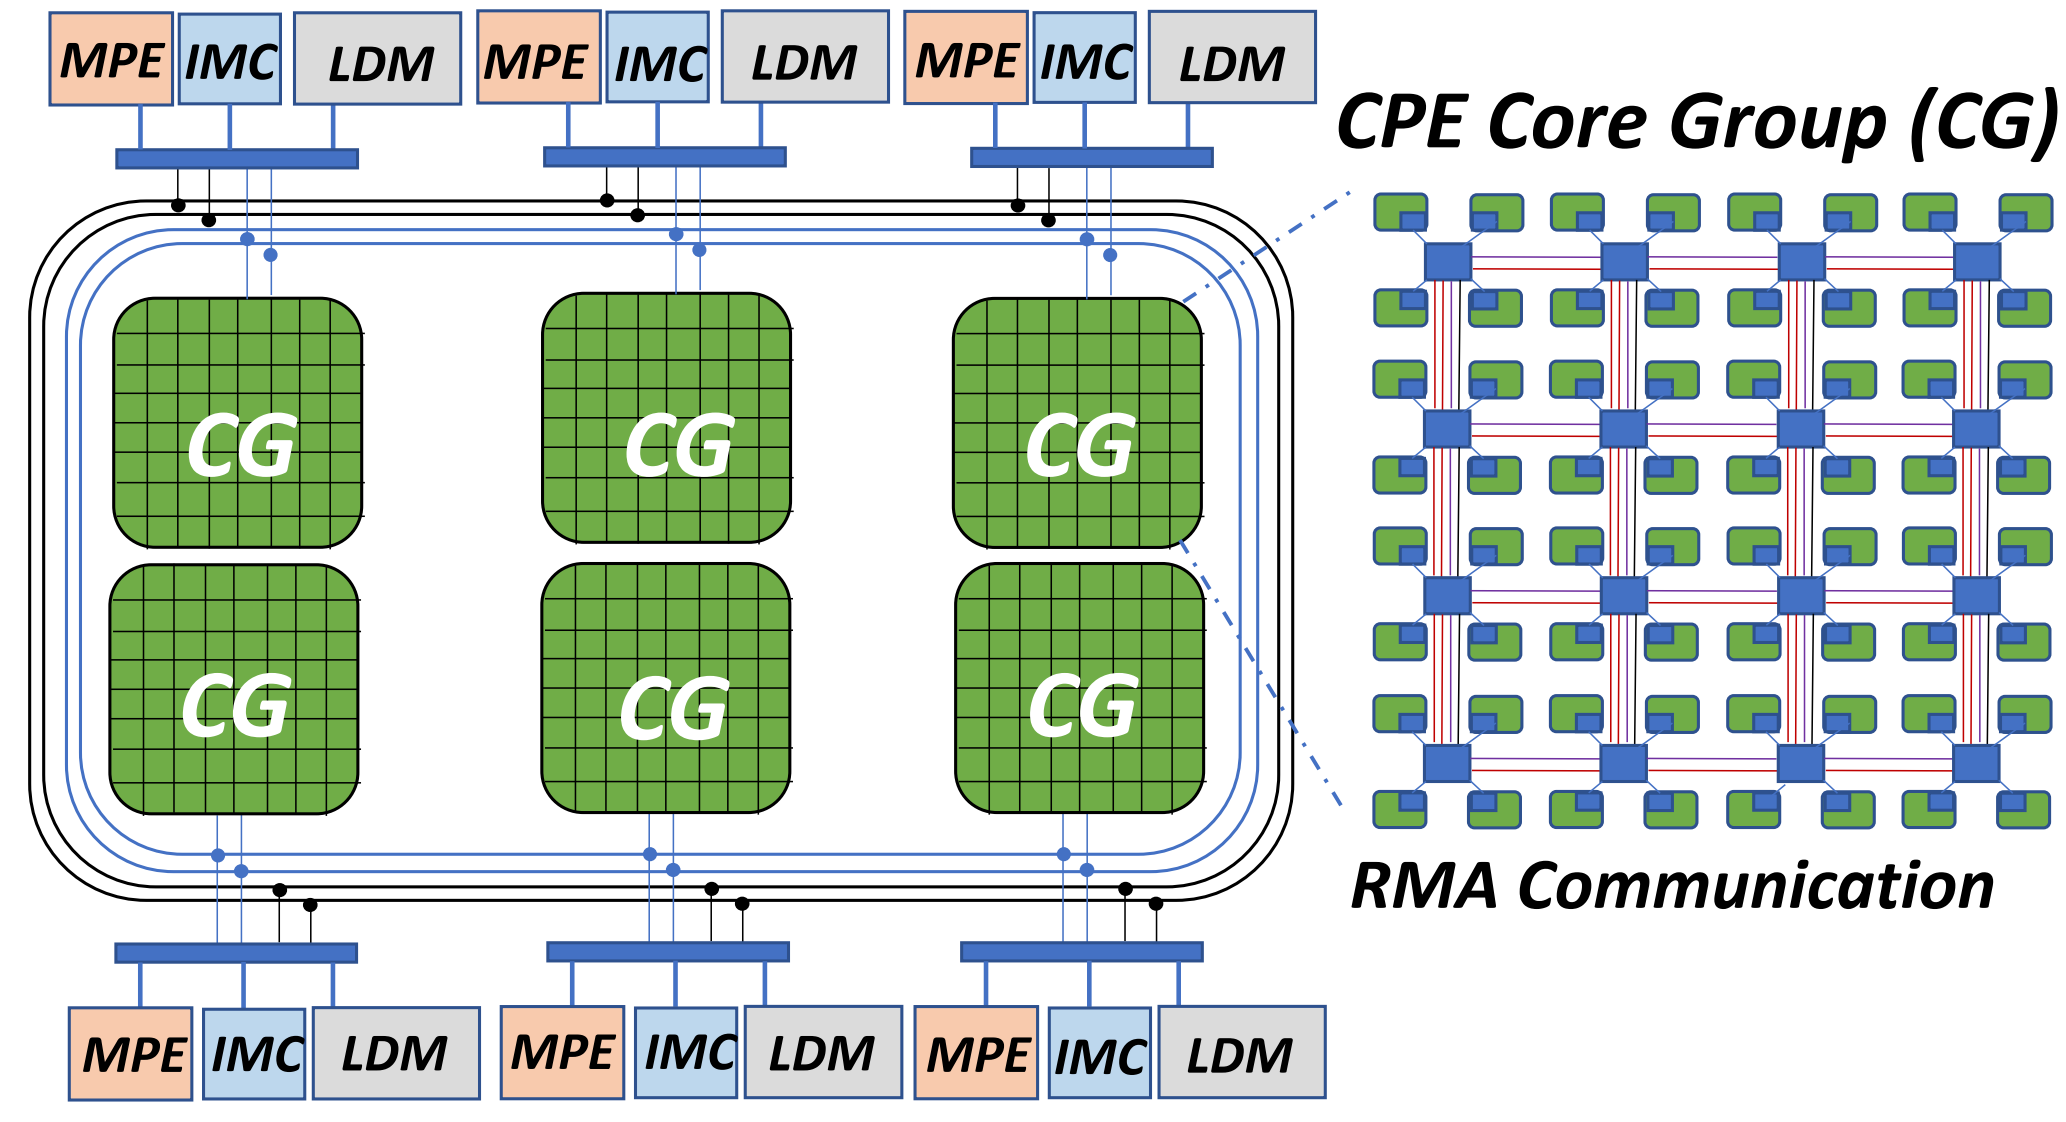 MPE IMC LDM MPE IMC LDM MPE IMC LDM
CPE Core Group (CG)
CG CG CG
CG CG CG
RMA Communication
MPE IMC LDM MPE IMC LDM MPE IMC LDM